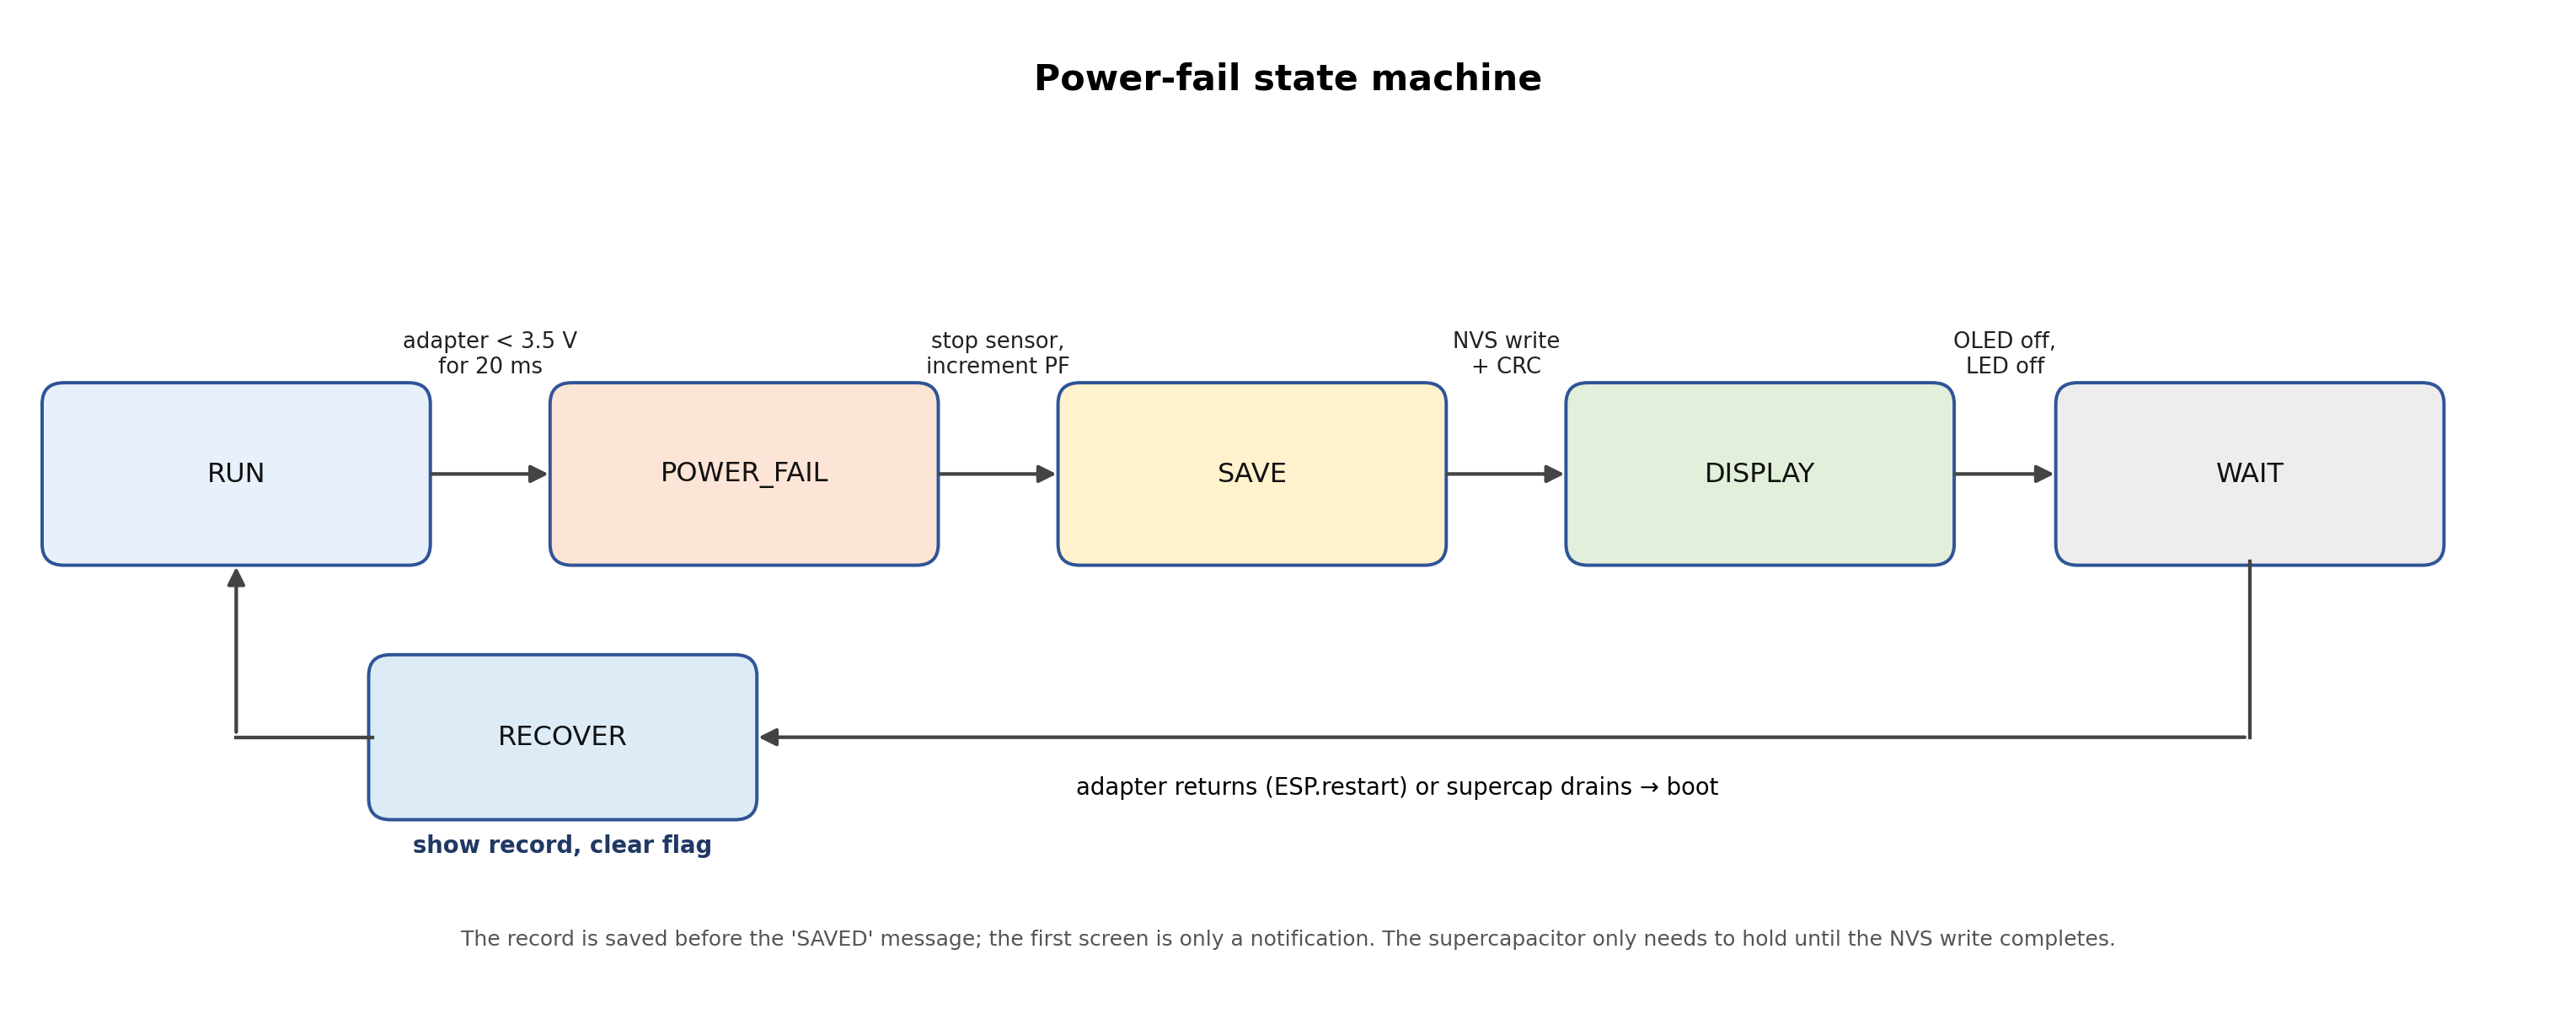 Power-fail state machine
adapter < 3.5 V
for 20 ms
stop sensor,
increment PF
NVS write
+ CRC
OLED off,
LED off
RUN
POWER_FAIL
SAVE
DISPLAY
WAIT
RECOVER
adapter returns (ESP.restart) or supercap drains → boot
show record, clear flag
The record is saved before the 'SAVED' message; the first screen is only a notification. The supercapacitor only needs to hold until the NVS write completes.